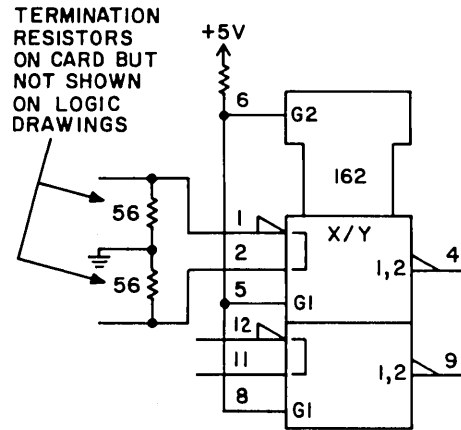 TERMINATION
RESISTORS
ON CARD BUT
NOT SHOWN
ON LOGIC
DRAWINGS
+5V
6
G2
162
56
1
X/Y
2
1,2
4
56
5
G1
12
11
1,2
9
8
G1